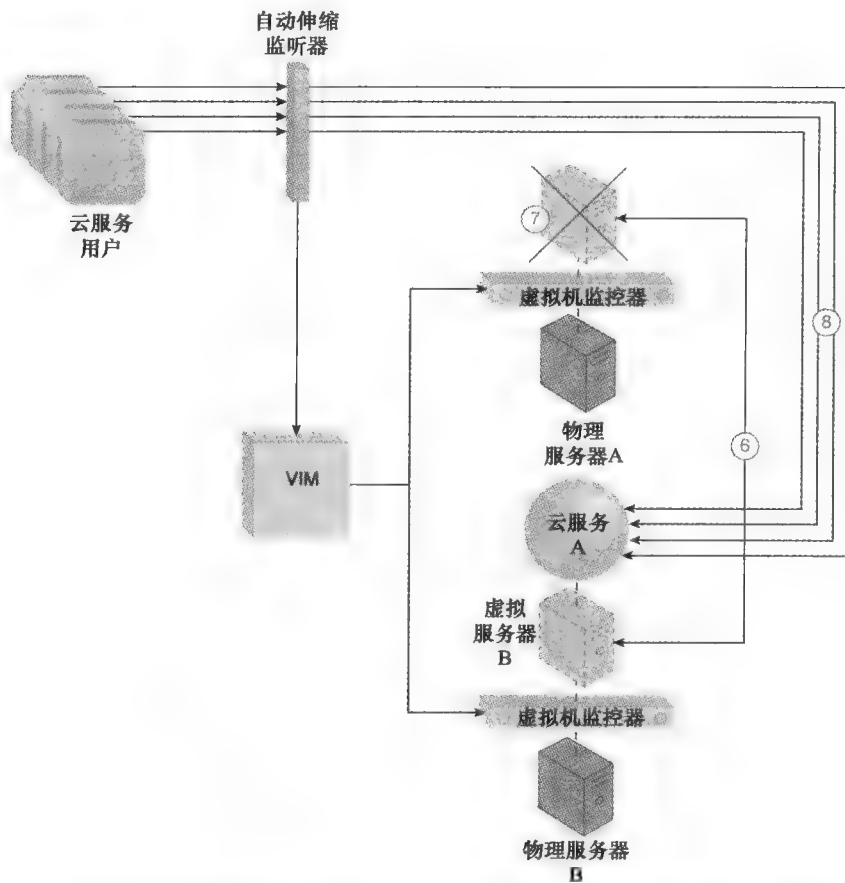 自动伸缩
监听器
云服务
用户
7
虚拟机监控器
8
物理
服务器A
6
VIM
云服务
A
虚拟
服务器
B
虚拟机监控器
物理服务器
B